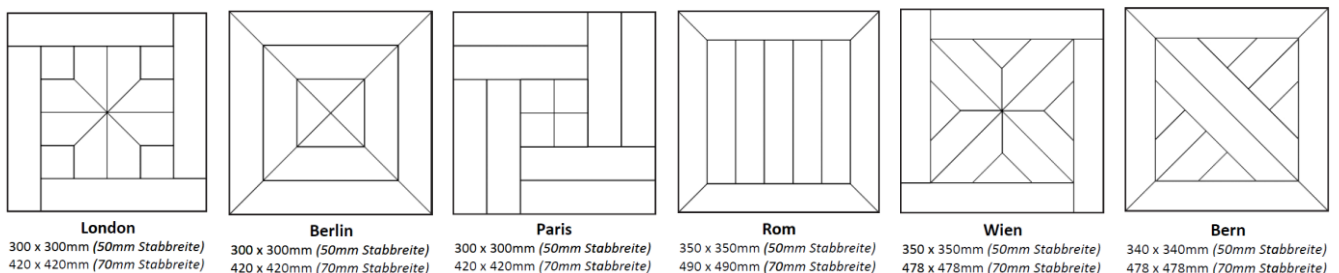 London
300 x 300mm (50mm Stabbreite)
420 x 420mm (70mm Stabbreite)
Berlin
300 x 300mm (50mm Stabbreite)
420 x 420mm (70mm Stabbreite)
Paris
300 x 300mm (50mm Stabbreite)
420 x 420mm (70mm Stabbreite)
Rom
350 x 350mm (50mm Stabbreite)
490 x 490mm (70mm Stabbreite)
Wien
350 x 350mm (50mm Stabbreite)
478 x 478mm (70mm Stabbreite)
Bern
340 x 340mm (50mm Stabbreite)
478 x 478mm (70mm Stabbreite)